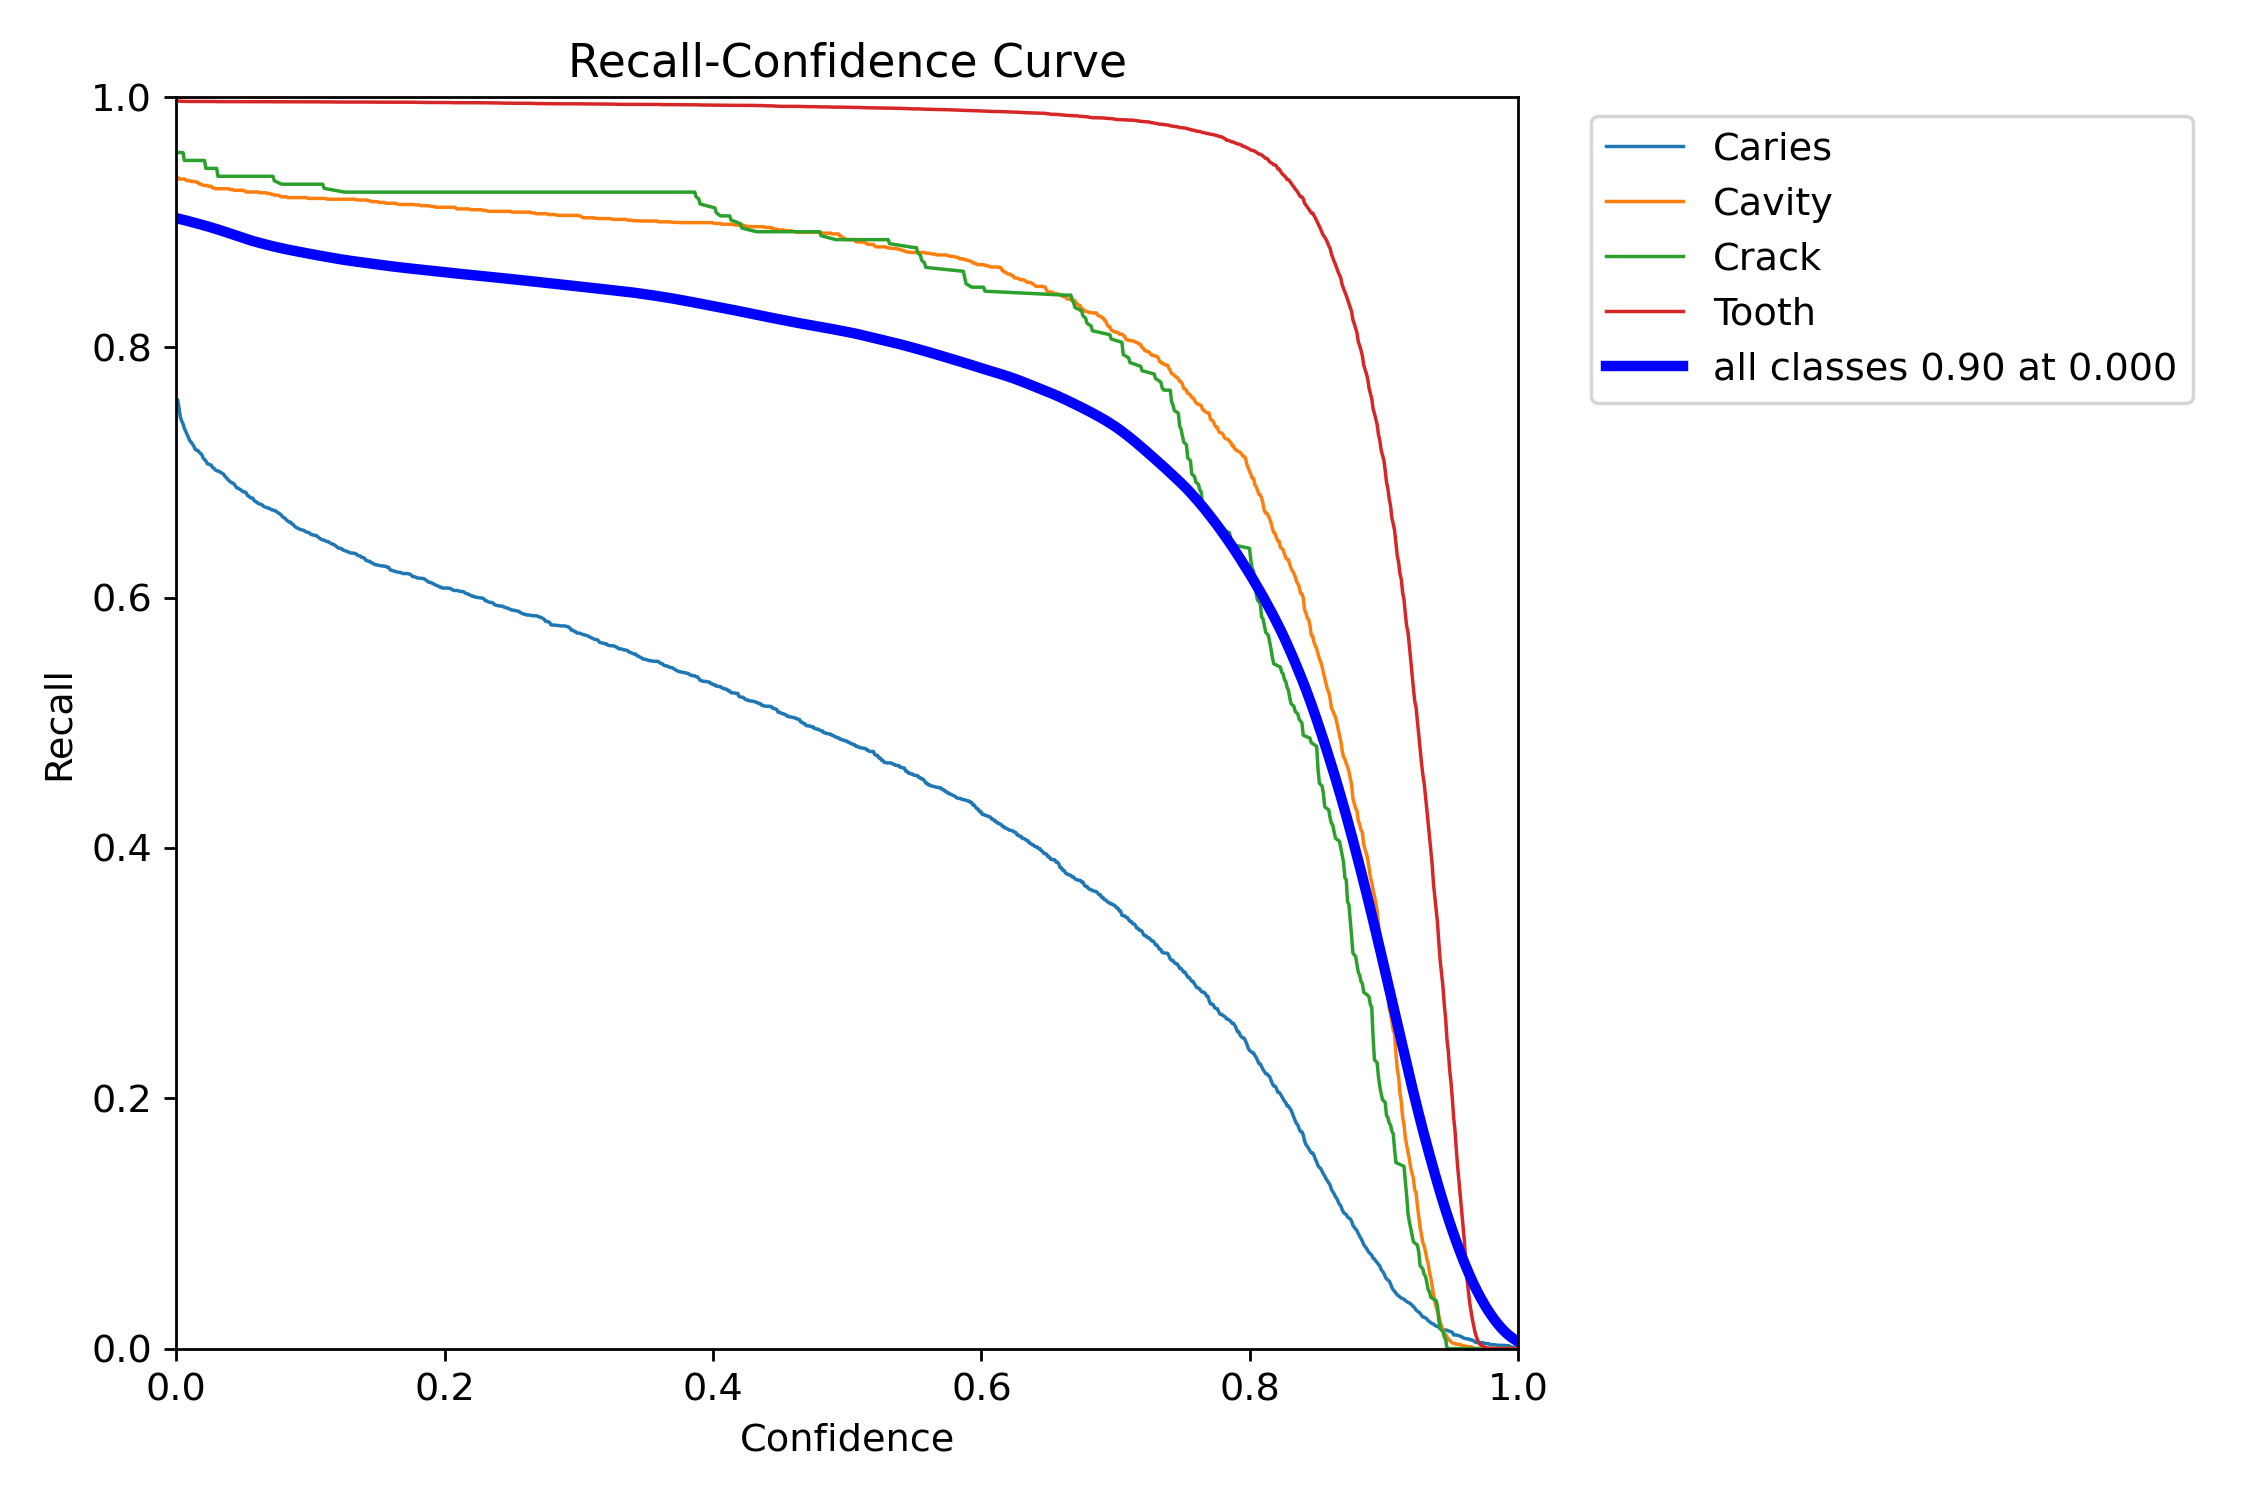 Recall-Confidence Curve
1.0
0.8
0.6
0.4
0.2
0.0
Recall
0.0 0.2 0.4 0.6 0.8 1.0
Confidence
Caries
Cavity
Crack
Tooth
all classes 0.90 at 0.000